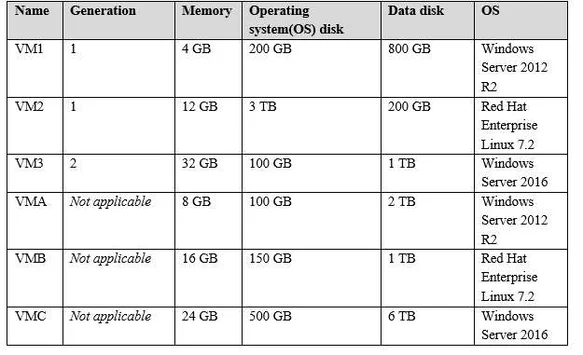 Name Generation Memory Operating system(OS) disk Data disk OS
VM1 1 4 GB 200 GB 800 GB Windows Server 2012 R2
VM2 1 12 GB 3 TB 200 GB Red Hat Enterprise Linux 7.2
VM3 2 32 GB 100 GB 1 TB Windows Server 2016
VMA Not applicable 8 GB 100 GB 2 TB Windows Server 2012 R2
VMB Not applicable 16 GB 150 GB 1 TB Red Hat Enterprise Linux 7.2
VMC Not applicable 24 GB 500 GB 6 TB Windows Server 2016